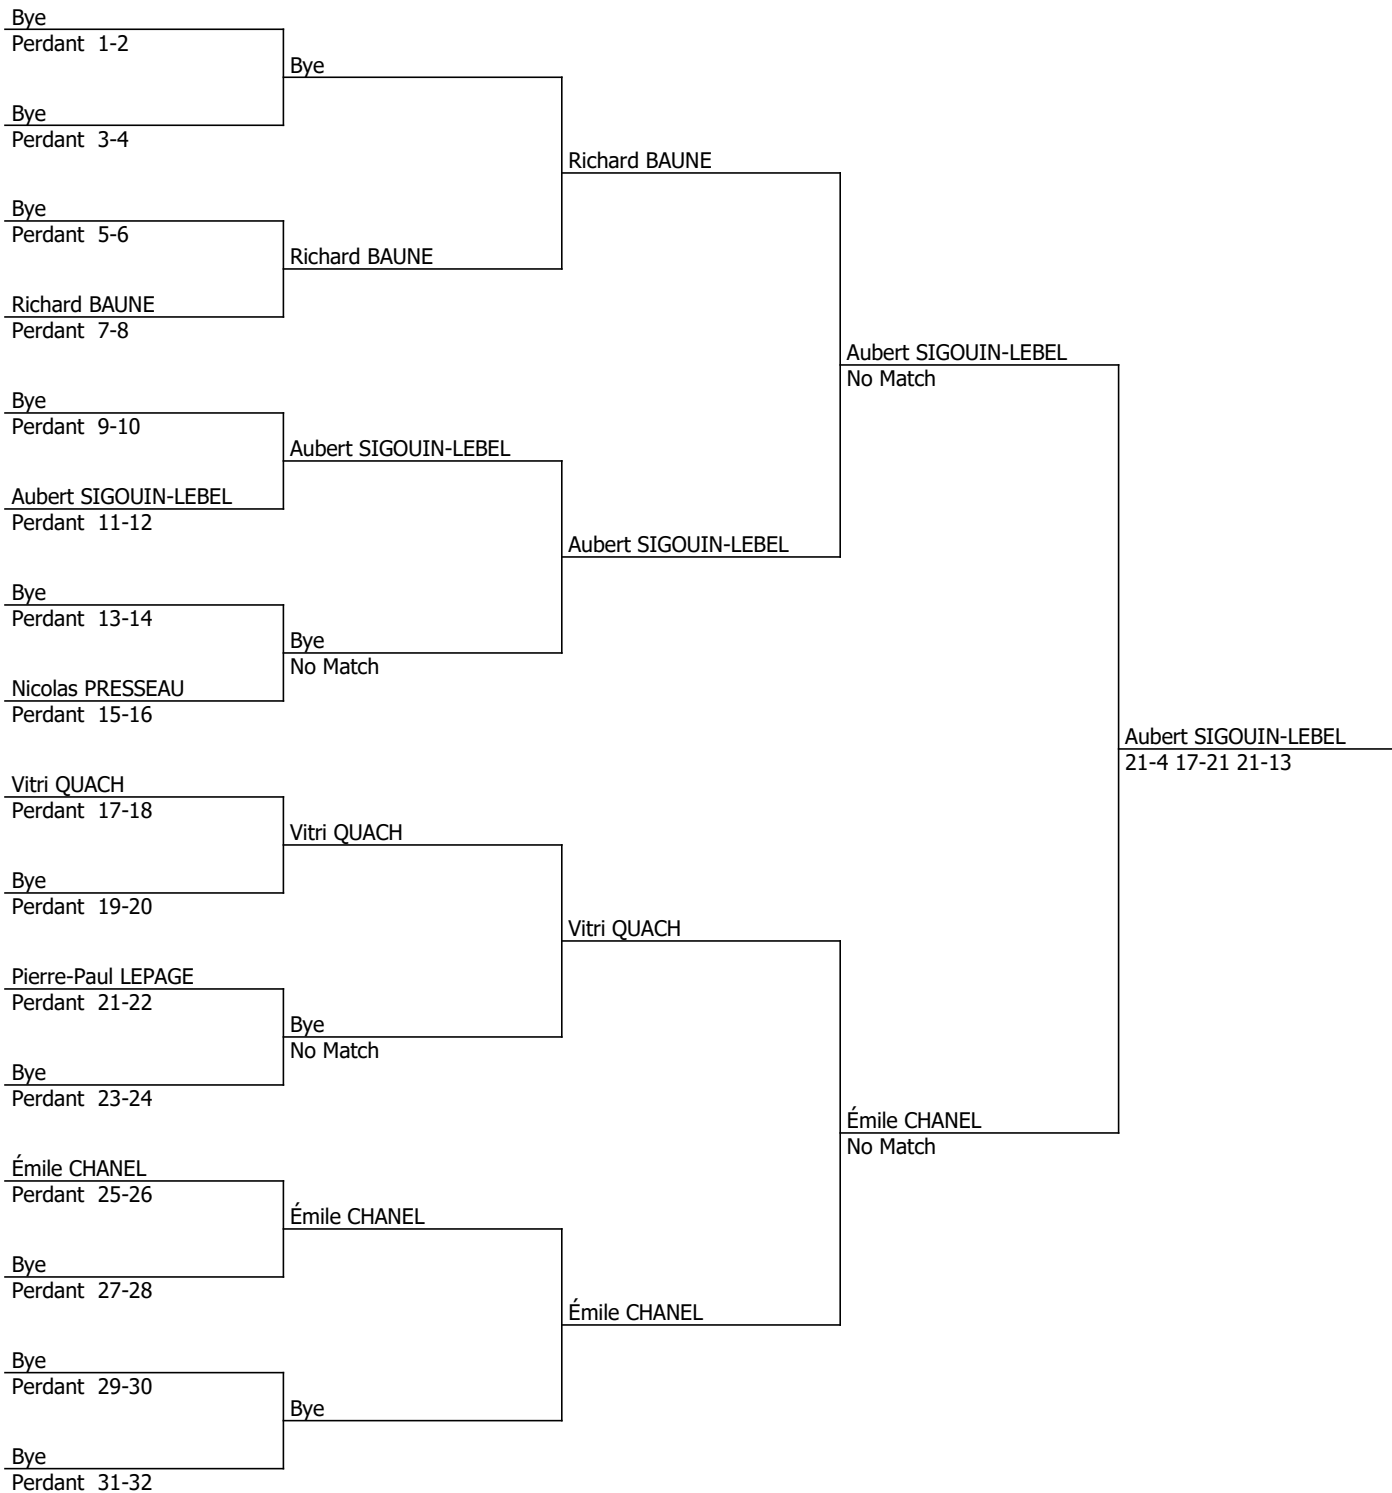 Bye
Perdant 1-2
Bye
Bye
Perdant 3-4
Richard BAUNE
Bye
Perdant 5-6
Richard BAUNE
Richard BAUNE
Perdant 7-8
Aubert SIGOUIN-LEBEL
No Match
Bye
Perdant 9-10
Aubert SIGOUIN-LEBEL
Aubert SIGOUIN-LEBEL
Perdant 11-12
Aubert SIGOUIN-LEBEL
Bye
Perdant 13-14
Bye
No Match
Nicolas PRESSEAU
Perdant 15-16
Aubert SIGOUIN-LEBEL
21-4 17-21 21-13
Vitri QUACH
Perdant 17-18
Vitri QUACH
Bye
Perdant 19-20
Vitri QUACH
Pierre-Paul LEPAGE
Perdant 21-22
Bye
No Match
Bye
Perdant 23-24
Émile CHANEL
No Match
Émile CHANEL
Perdant 25-26
Émile CHANEL
Bye
Perdant 27-28
Émile CHANEL
Bye
Perdant 29-30
Bye
Bye
Perdant 31-32